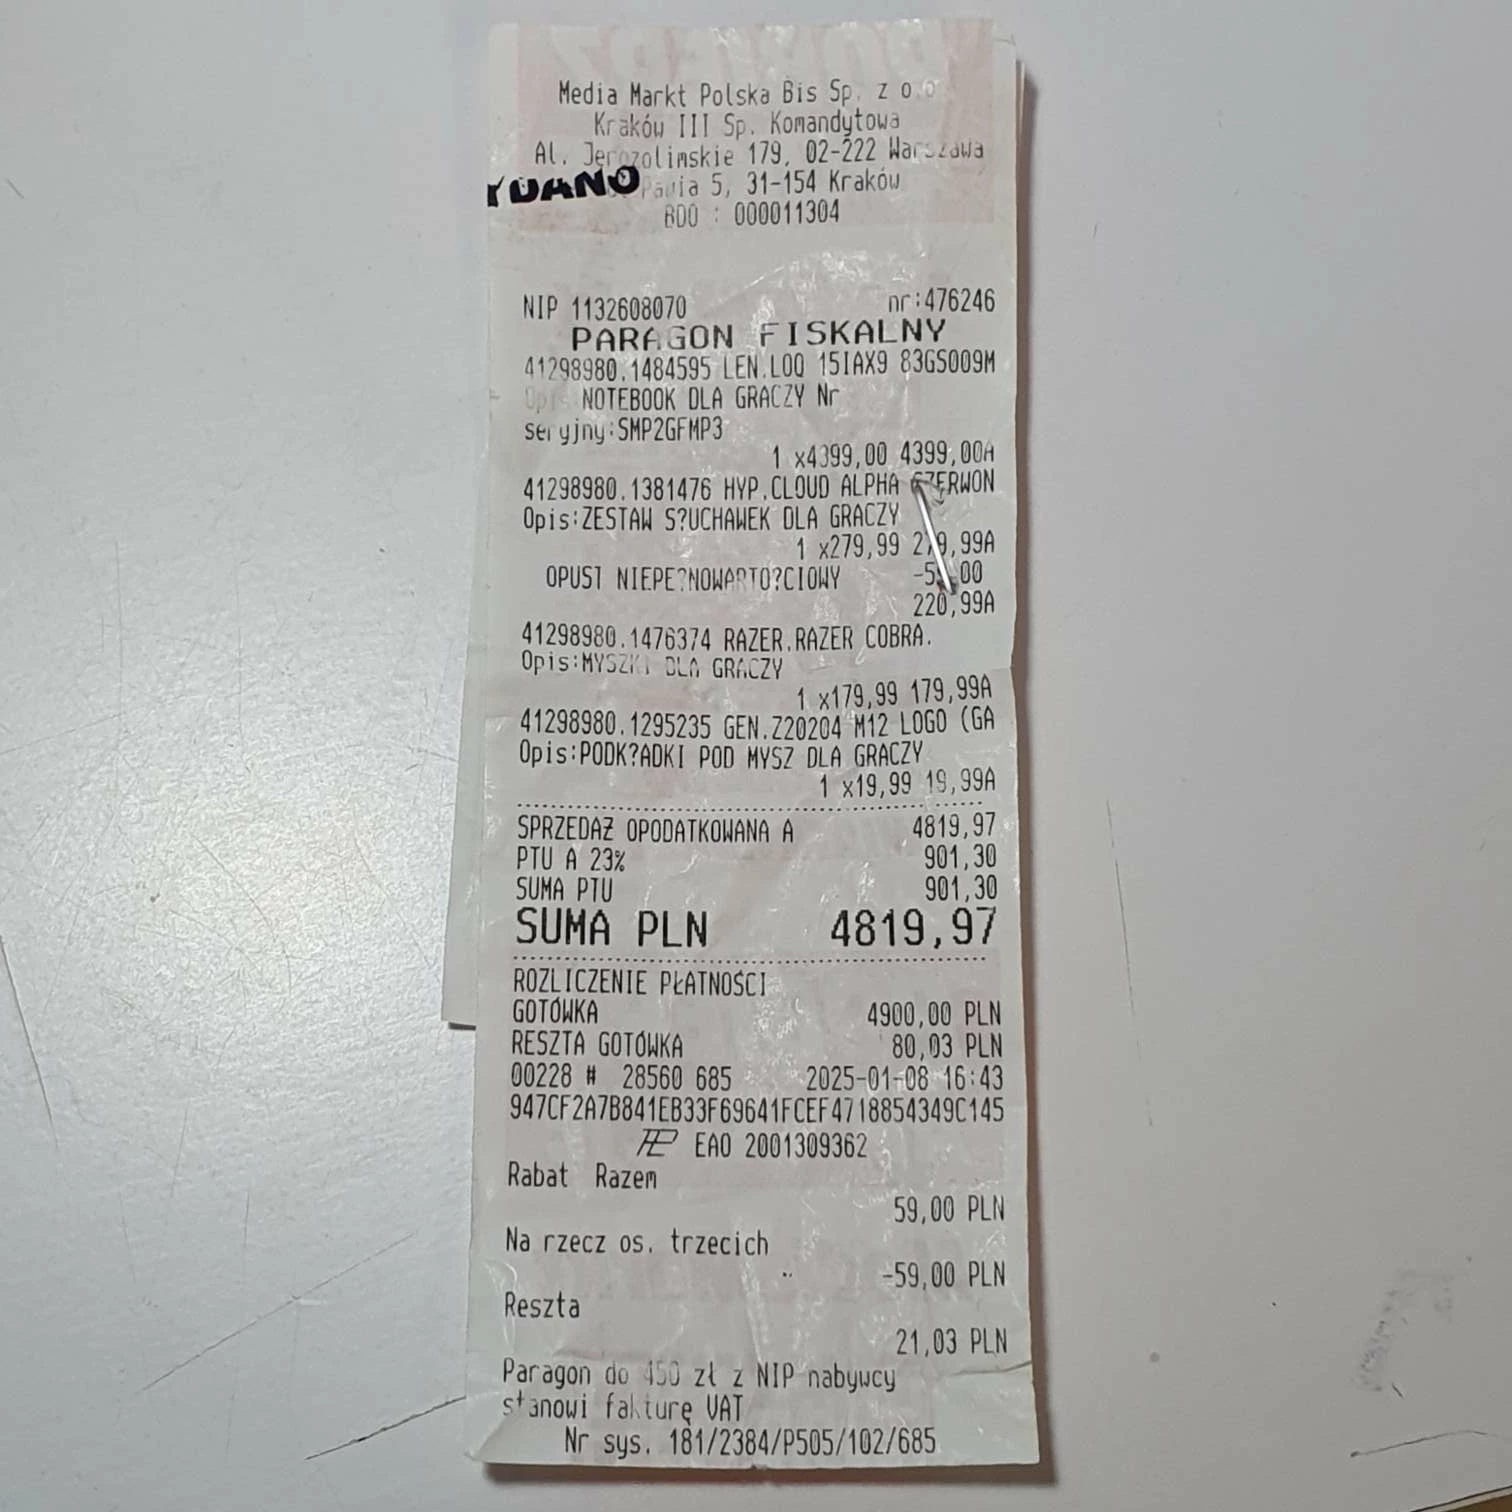 Media Markt Polska Bis Sp. z o.o
Kraków III Sp. Komandytowa
Al. Jerozolimskie 179, 02-222 Warszawa
YDANO Pawia 5, 31-154 Kraków
BDO : 000011304
NIP 1132608070 nr:476246
PARAGON FISKALNY
41298980.1484595 LEN.LOQ 15IAX9 83GS009M
Opis:NOTEBOOK DLA GRACZY Nr
seryjny:SMP2GFMP3
1 x4399,00 4399,00A
41298980.1381476 HYP.CLOUD ALPHA CZERWON
Opis:ZESTAW S?UCHAWEK DLA GRACZY
1 x279,99 279,99A
OPUST NIEPE?NOWARTO?CIOWY -59,00
220,99A
41298980.1476374 RAZER.RAZER COBRA.
Opis:MYSZKI DLA GRACZY
1 x179,99 179,99A
41298980.1295235 GEN.Z20204 M12 LOGO (GA
Opis:PODK?ADKI POD MYSZ DLA GRACZY
1 x19,99 19,99A
SPRZEDAŻ OPODATKOWANA A 4819,97
PTU A 23% 901,30
SUMA PTU 901,30
SUMA PLN 4819,97
ROZLICZENIE PŁATNOŚCI
GOTÓWKA 4900,00 PLN
RESZTA GOTÓWKA 80,03 PLN
00228 # 28560 685 2025-01-08 16:43
947CF2A7B841EB33F69641FCEF4718854349C145
EAO 2001309362
Rabat Razem
59,00 PLN
Na rzecz os. trzecich
-59,00 PLN
Reszta
21,03 PLN
Paragon do 450 zł z NIP nabywcy
stanowi fakturę VAT
Nr sys. 181/2384/P505/102/685